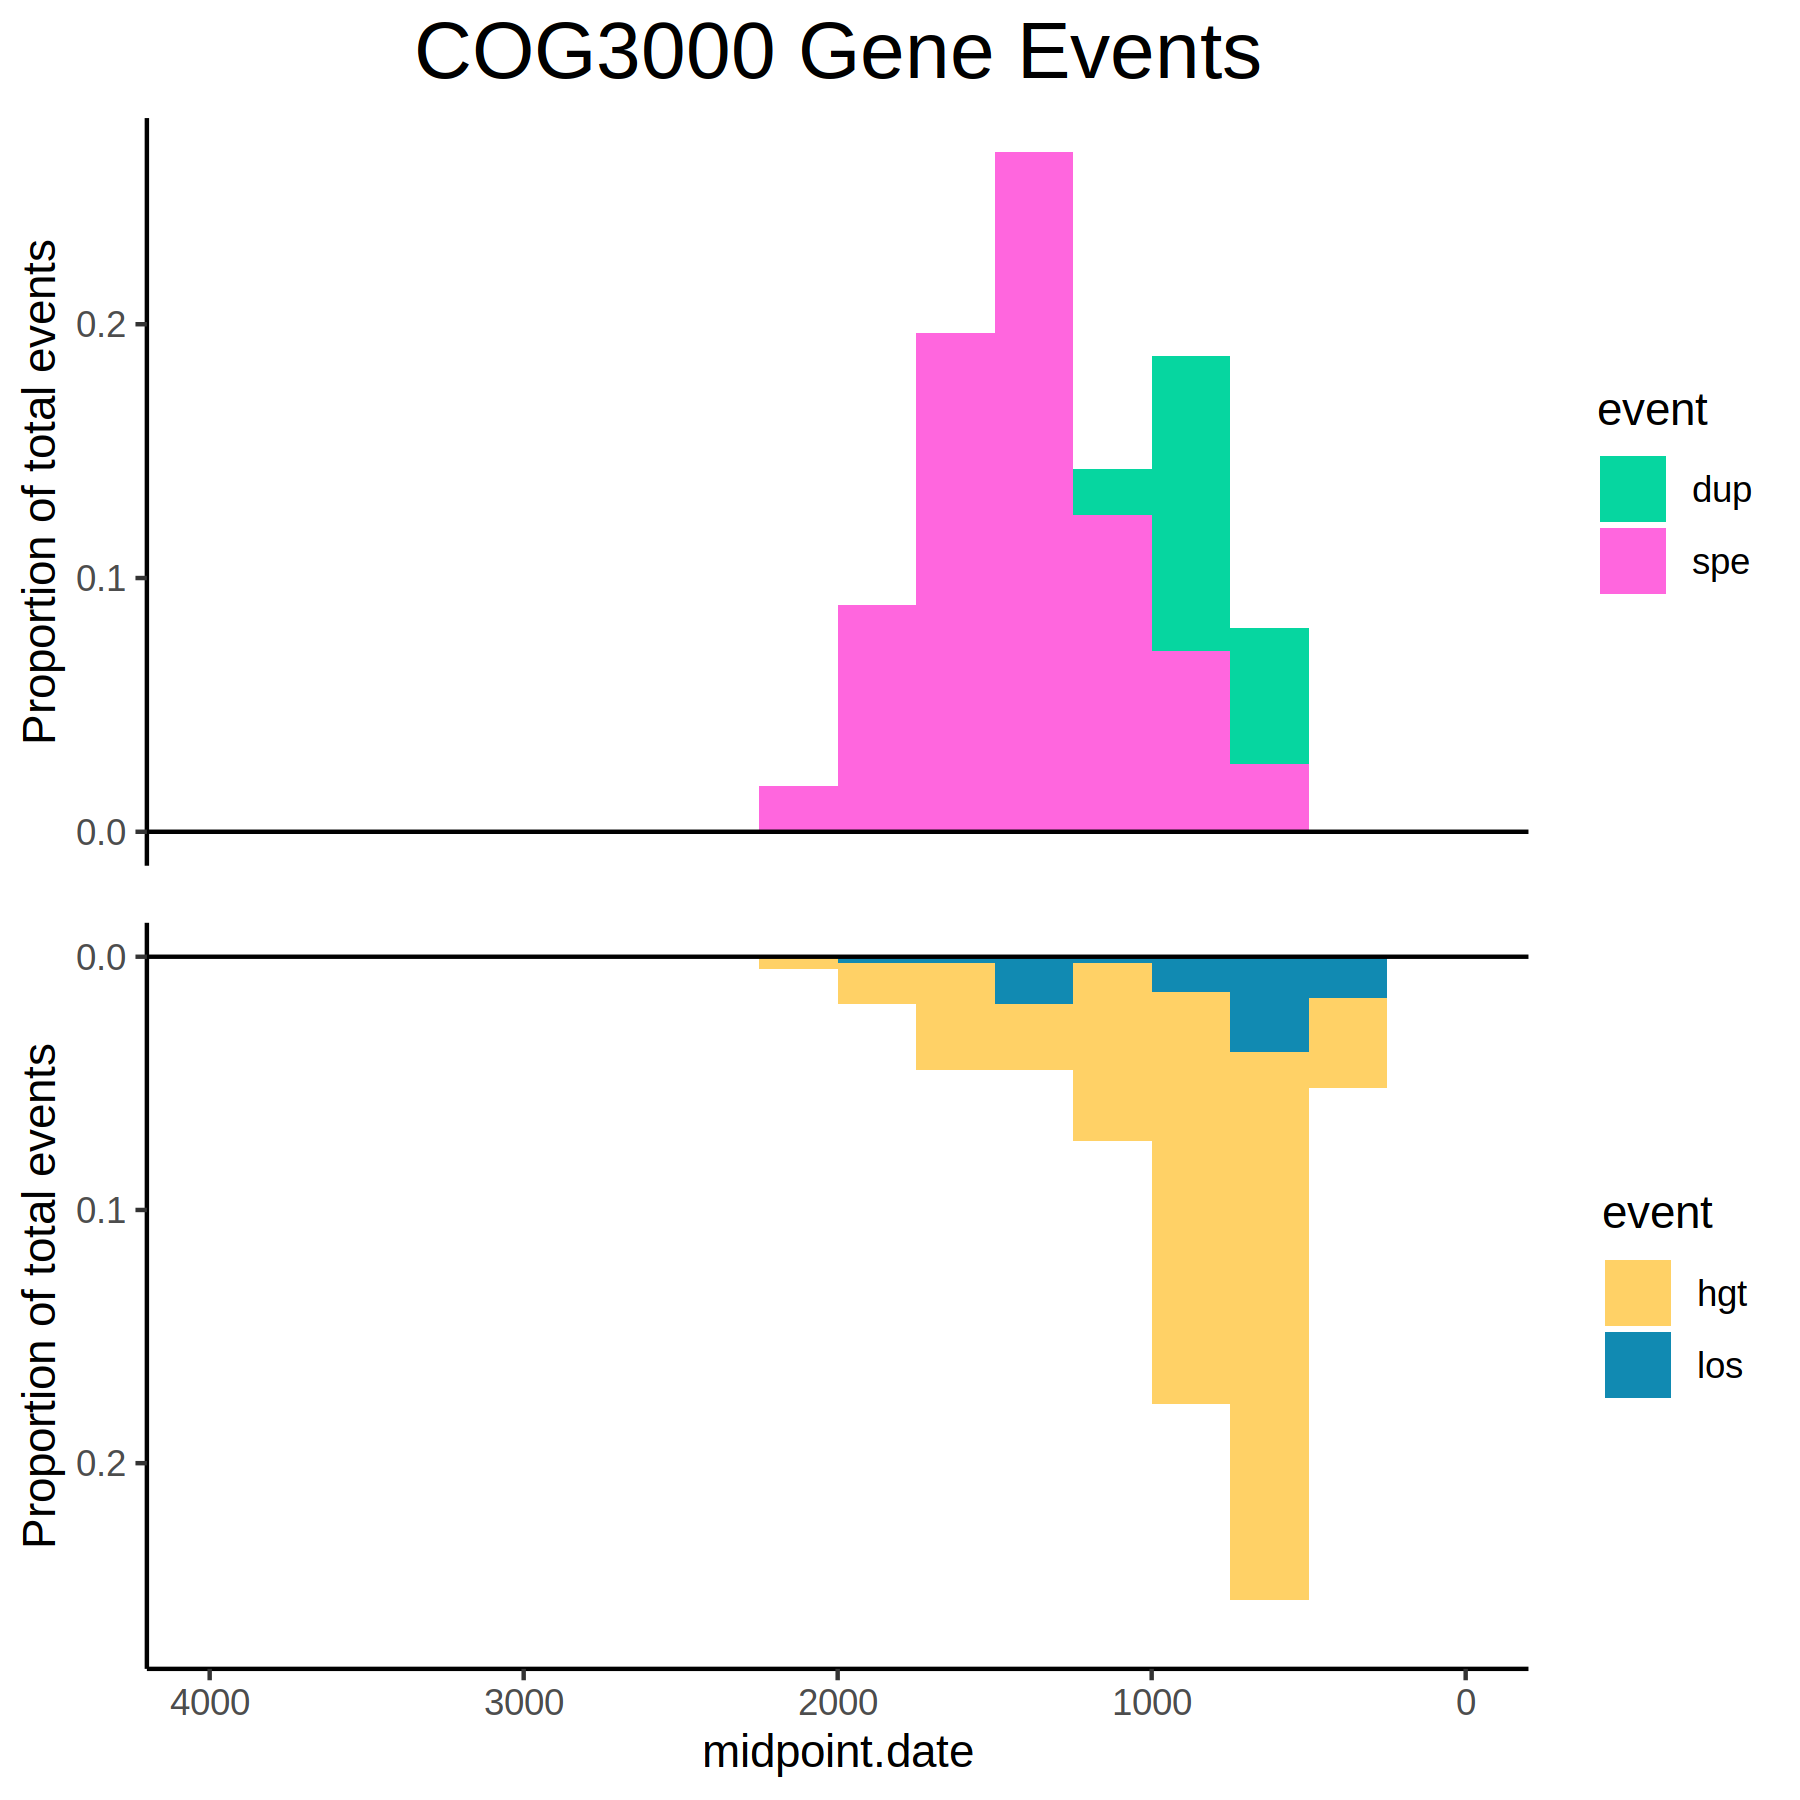 COG3000 Gene Events
Proportion of total events
0.2
0.1
0.0
event
dup
spe
Proportion of total events
0.0
0.1
0.2
event
hgt
los
4000 3000 2000 1000 0
midpoint.date